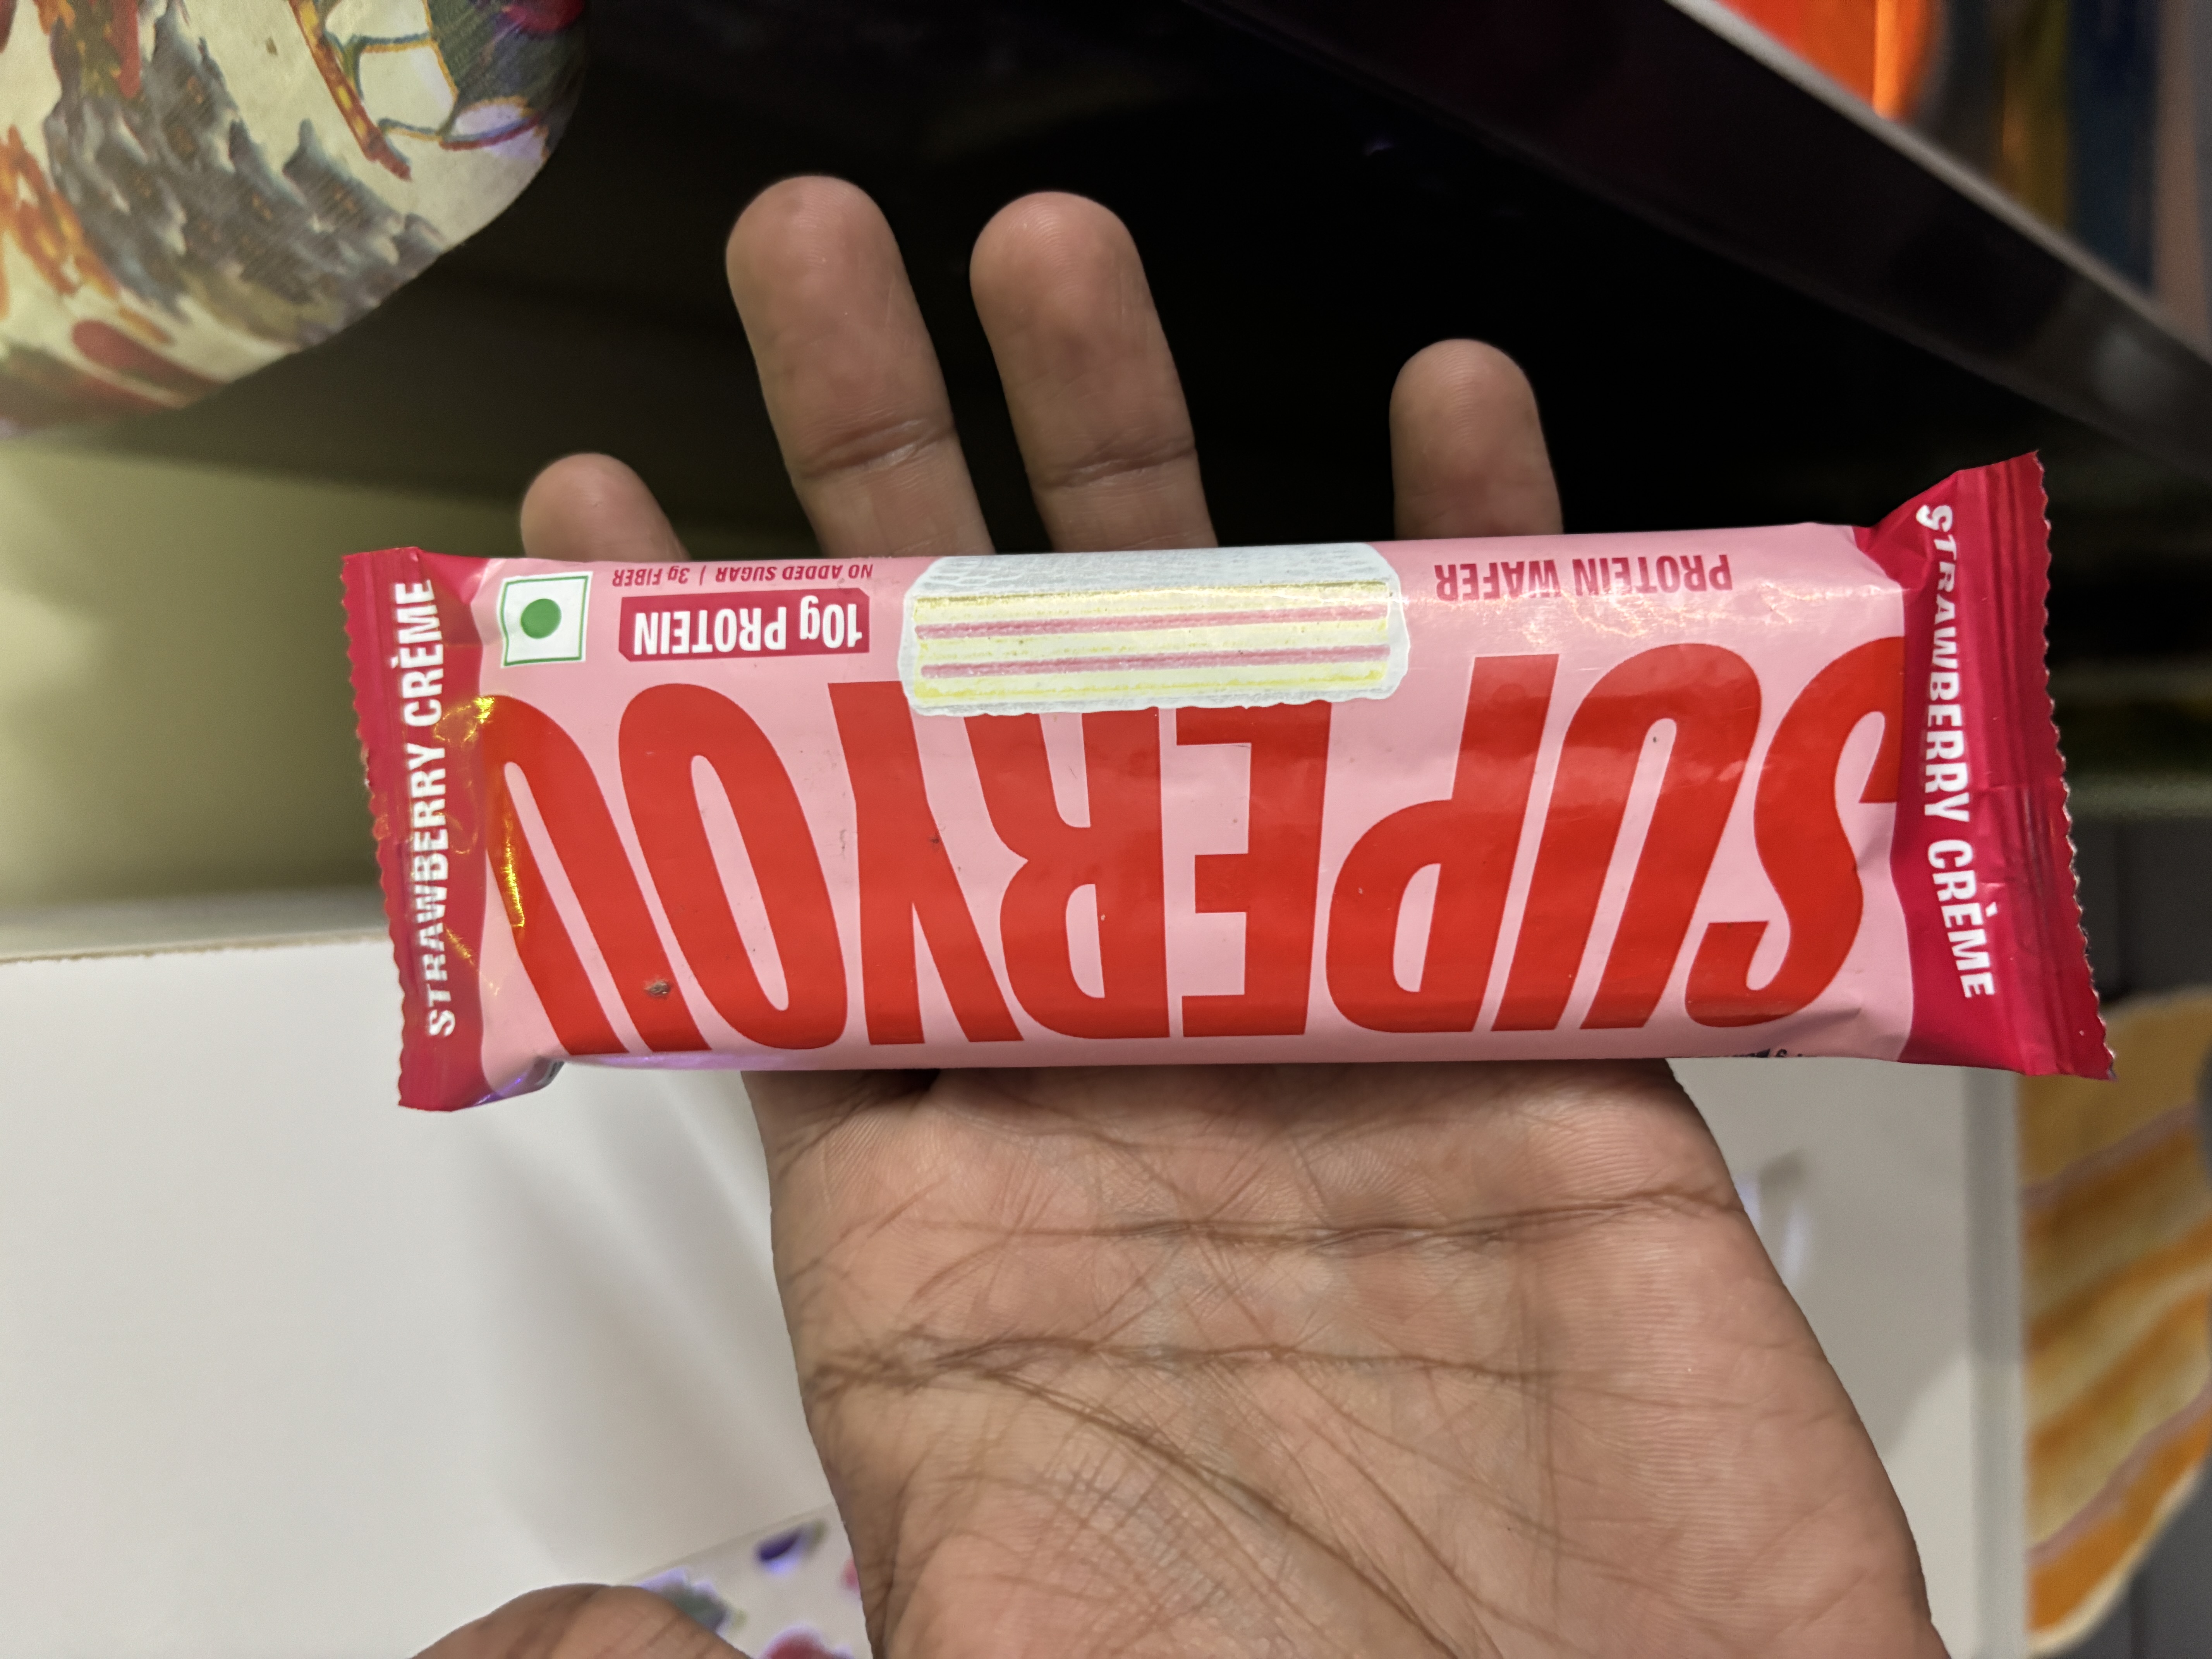 STRAWBERRY CRÈME
SUPERYOU
PROTEIN WAFER
10g PROTEIN
NO ADDED SUGAR | 3g FIBER
STRAWBERRY CRÈME